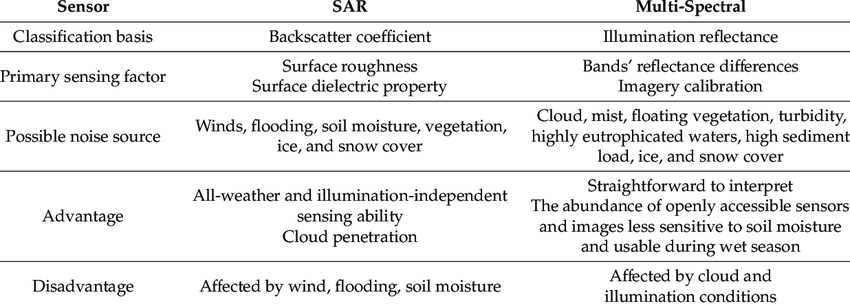 Sensor SAR Multi-Spectral
Classification basis Backscatter coefficient Illumination reflectance
Primary sensing factor
Surface roughness
Surface dielectric property
Bands’ reflectance differences
Imagery calibration
Possible noise source
Winds, flooding, soil moisture, vegetation,
ice, and snow cover
Cloud, mist, floating vegetation, turbidity,
highly eutrophicated waters, high sediment
load, ice, and snow cover
Advantage
All-weather and illumination-independent
sensing ability
Cloud penetration
Straightforward to interpret
The abundance of openly accessible sensors
and images less sensitive to soil moisture
and usable during wet season
Disadvantage
Affected by wind, flooding, soil moisture
Affected by cloud and
illumination conditions